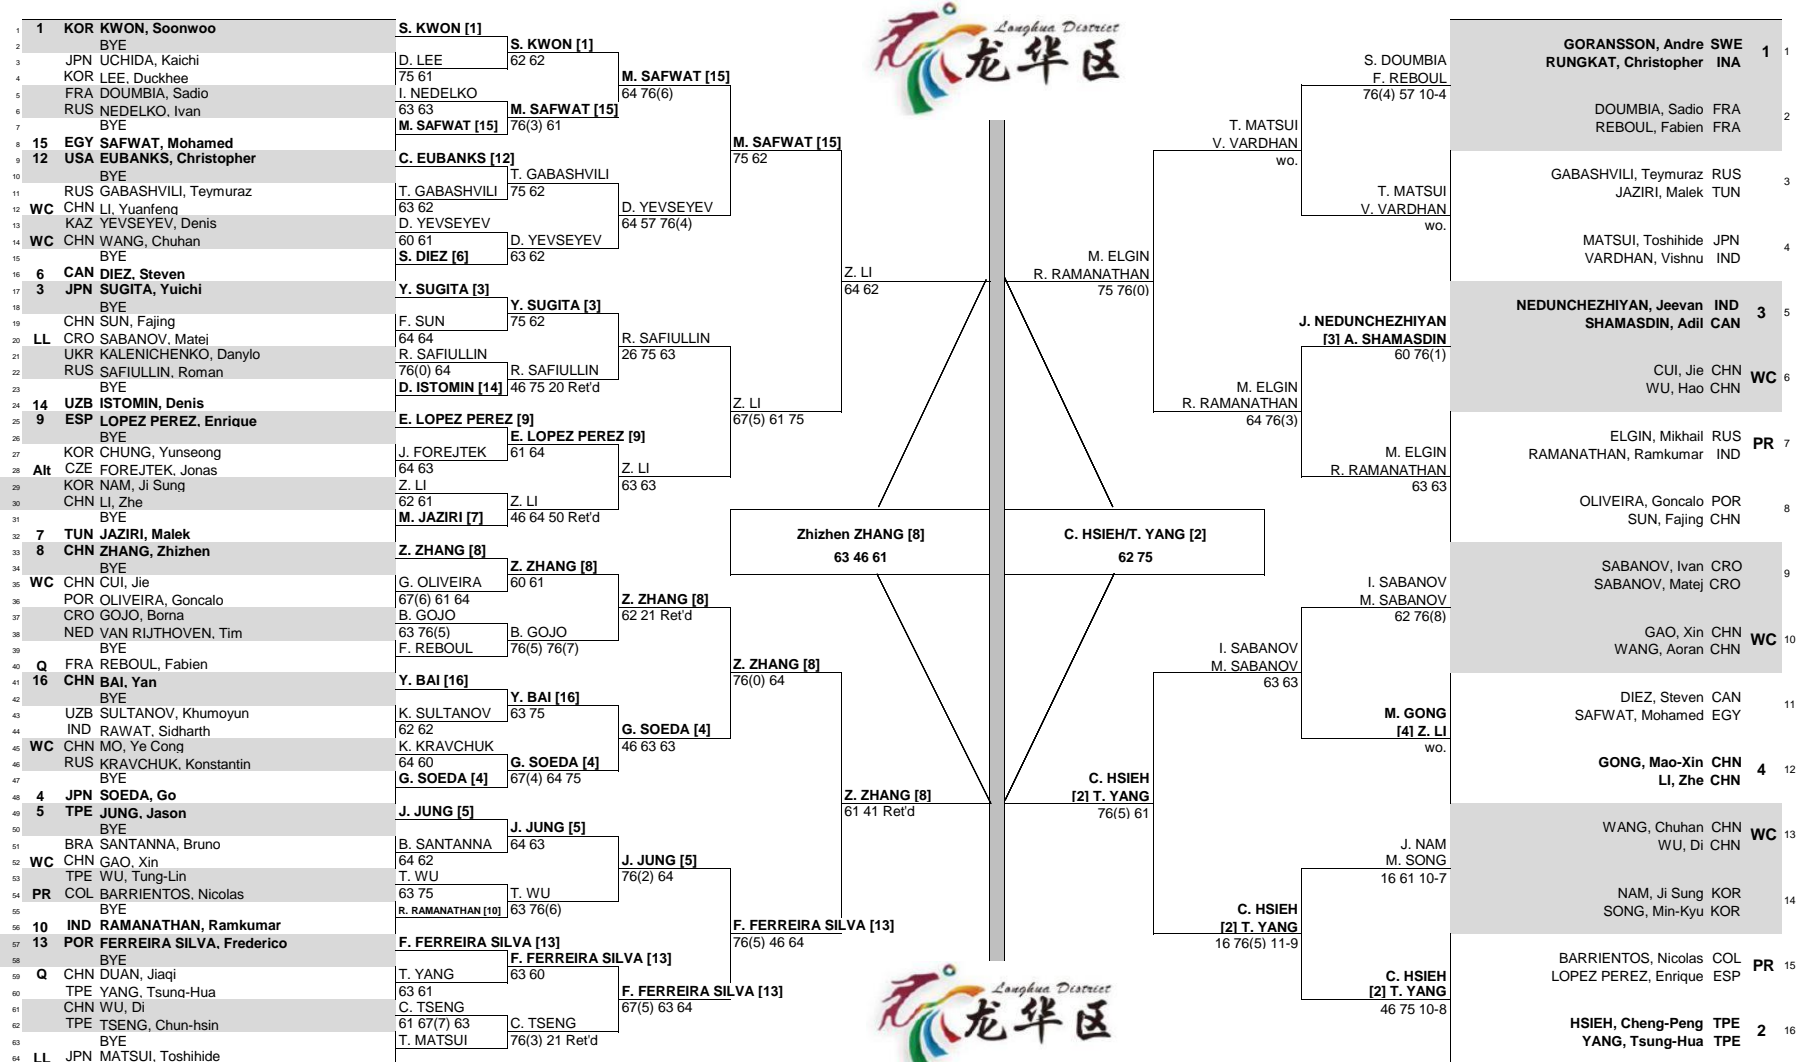 Longhua District
龙华区
1 1 KOR KWON, Soonwoo
2 BYE
3 JPN UCHIDA, Kaichi
4 KOR LEE, Duckhee
5 FRA DOUMBIA, Sadio
6 RUS NEDELKO, Ivan
7 BYE
8 15 EGY SAFWAT, Mohamed
9 12 USA EUBANKS, Christopher
10 BYE
11 RUS GABASHVILI, Teymuraz
12 WC CHN LI, Yuanfeng
13 KAZ YEVSEYEV, Denis
14 WC CHN WANG, Chuhan
15 BYE
16 6 CAN DIEZ, Steven
17 3 JPN SUGITA, Yuichi
18 BYE
19 CHN SUN, Fajing
20 LL CRO SABANOV, Matej
21 UKR KALENICHENKO, Danylo
22 RUS SAFIULLIN, Roman
23 BYE
24 14 UZB ISTOMIN, Denis
25 9 ESP LOPEZ PEREZ, Enrique
26 BYE
27 KOR CHUNG, Yunseong
28 Alt CZE FOREJTEK, Jonas
29 KOR NAM, Ji Sung
30 CHN LI, Zhe
31 BYE
32 7 TUN JAZIRI, Malek
33 8 CHN ZHANG, Zhizhen
34 BYE
35 WC CHN CUI, Jie
36 POR OLIVEIRA, Goncalo
37 CRO GOJO, Borna
38 NED VAN RIJTHOVEN, Tim
39 BYE
40 Q FRA REBOUL, Fabien
41 16 CHN BAI, Yan
42 BYE
43 UZB SULTANOV, Khumoyun
44 IND RAWAT, Sidharth
45 WC CHN MO, Ye Cong
46 RUS KRAVCHUK, Konstantin
47 BYE
48 4 JPN SOEDA, Go
49 5 TPE JUNG, Jason
50 BYE
51 BRA SANTANNA, Bruno
52 WC CHN GAO, Xin
53 TPE WU, Tung-Lin
54 PR COL BARRIENTOS, Nicolas
55 BYE
56 10 IND RAMANATHAN, Ramkumar
57 13 POR FERREIRA SILVA, Frederico
58 BYE
59 Q CHN DUAN, Jiaqi
60 TPE YANG, Tsung-Hua
61 CHN WU, Di
62 TPE TSENG, Chun-hsin
63 BYE
64 LL JPN MATSUI, Toshihide
S. KWON [1]
D. LEE
75 61
I. NEDELKO
63 63
M. SAFWAT [15]
C. EUBANKS [12]
T. GABASHVILI
63 62
D. YEVSEYEV
60 61
S. DIEZ [6]
Y. SUGITA [3]
F. SUN
64 64
R. SAFIULLIN
76(0) 64
D. ISTOMIN [14]
E. LOPEZ PEREZ [9]
J. FOREJTEK
64 63
Z. LI
62 61
M. JAZIRI [7]
Z. ZHANG [8]
G. OLIVEIRA
67(6) 61 64
B. GOJO
63 76(5)
F. REBOUL
Y. BAI [16]
K. SULTANOV
62 62
K. KRAVCHUK
64 60
G. SOEDA [4]
J. JUNG [5]
B. SANTANNA
64 62
T. WU
63 75
R. RAMANATHAN [10]
F. FERREIRA SILVA [13]
T. YANG
63 61
C. TSENG
61 67(7) 63
T. MATSUI
S. KWON [1]
62 62
M. SAFWAT [15]
76(3) 61
T. GABASHVILI
75 62
D. YEVSEYEV
63 62
Y. SUGITA [3]
75 62
R. SAFIULLIN
46 75 20 Ret'd
E. LOPEZ PEREZ [9]
61 64
Z. LI
46 64 50 Ret'd
Z. ZHANG [8]
60 61
B. GOJO
76(5) 76(7)
Y. BAI [16]
63 75
G. SOEDA [4]
67(4) 64 75
J. JUNG [5]
64 63
T. WU
63 76(6)
F. FERREIRA SILVA [13]
63 60
C. TSENG
76(3) 21 Ret'd
M. SAFWAT [15]
64 76(6)
D. YEVSEYEV
64 57 76(4)
R. SAFIULLIN
26 75 63
Z. LI
63 63
Z. ZHANG [8]
62 21 Ret'd
G. SOEDA [4]
46 63 63
J. JUNG [5]
76(2) 64
F. FERREIRA SILVA [13]
67(5) 63 64
M. SAFWAT [15]
75 62
Z. LI
67(5) 61 75
Z. ZHANG [8]
76(0) 64
F. FERREIRA SILVA [13]
76(5) 46 64
Z. LI
64 62
Z. ZHANG [8]
61 41 Ret'd
Zhizhen ZHANG [8]
63 46 61
C. HSIEH/T. YANG [2]
62 75
M. ELGIN
R. RAMANATHAN
75 76(0)
C. HSIEH
[2] T. YANG
76(5) 61
T. MATSUI
V. VARDHAN
wo.
M. ELGIN
R. RAMANATHAN
64 76(3)
I. SABANOV
M. SABANOV
63 63
C. HSIEH
[2] T. YANG
16 76(5) 11-9
S. DOUMBIA
F. REBOUL
76(4) 57 10-4
T. MATSUI
V. VARDHAN
wo.
J. NEDUNCHEZHIYAN
[3] A. SHAMASDIN
60 76(1)
M. ELGIN
R. RAMANATHAN
63 63
I. SABANOV
M. SABANOV
62 76(8)
M. GONG
[4] Z. LI
wo.
J. NAM
M. SONG
16 61 10-7
C. HSIEH
[2] T. YANG
46 75 10-8
GORANSSON, Andre SWE
RUNGKAT, Christopher INA
1 1
DOUMBIA, Sadio FRA
REBOUL, Fabien FRA
2
GABASHVILI, Teymuraz RUS
JAZIRI, Malek TUN
3
MATSUI, Toshihide JPN
VARDHAN, Vishnu IND
4
NEDUNCHEZHIYAN, Jeevan IND
SHAMASDIN, Adil CAN
3 5
CUI, Jie CHN
WU, Hao CHN
WC 6
ELGIN, Mikhail RUS
RAMANATHAN, Ramkumar IND
PR 7
OLIVEIRA, Goncalo POR
SUN, Fajing CHN
8
SABANOV, Ivan CRO
SABANOV, Matej CRO
9
GAO, Xin CHN
WANG, Aoran CHN
WC 10
DIEZ, Steven CAN
SAFWAT, Mohamed EGY
11
GONG, Mao-Xin CHN
LI, Zhe CHN
4 12
WANG, Chuhan CHN
WU, Di CHN
WC 13
NAM, Ji Sung KOR
SONG, Min-Kyu KOR
14
BARRIENTOS, Nicolas COL
LOPEZ PEREZ, Enrique ESP
PR 15
HSIEH, Cheng-Peng TPE
YANG, Tsung-Hua TPE
2 16
Longhua District
龙华区